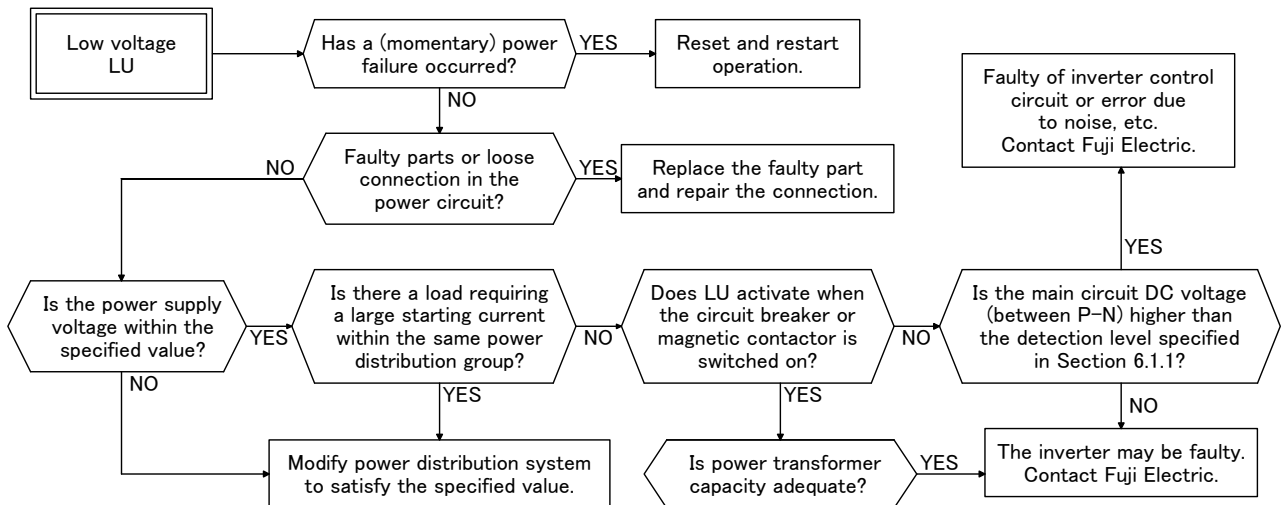 Low voltage
LU
Has a (momentary) power
failure occurred?
YES
Reset and restart
operation.
NO
Faulty of inverter control
circuit or error due
to noise, etc.
Contact Fuji Electric.
NO
Faulty parts or loose
connection in the
power circuit?
YES
Replace the faulty part
and repair the connection.
YES
Is the power supply
voltage within the
specified value?
YES
Is there a load requiring
a large starting current
within the same power
distribution group?
NO
Does LU activate when
the circuit breaker or
magnetic contactor is
switched on?
NO
Is the main circuit DC voltage
(between P-N) higher than
the detection level specified
in Section 6.1.1?
NO
YES
YES
NO
Modify power distribution system
to satisfy the specified value.
Is power transformer
capacity adequate?
YES
The inverter may be faulty.
Contact Fuji Electric.